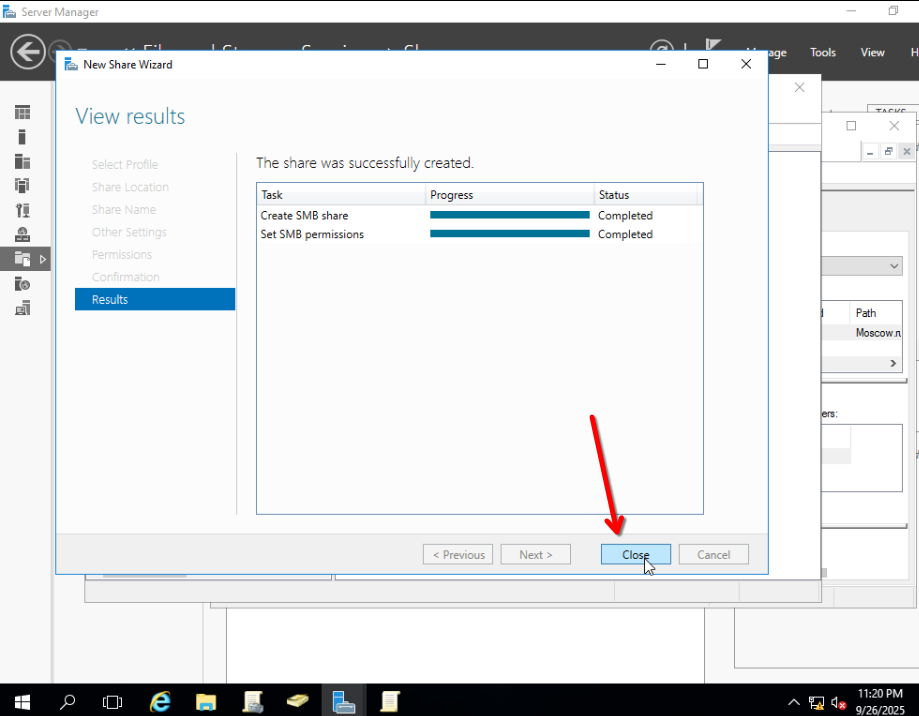 Server Manager
Manage Tools View H
New Share Wizard
View results
TASKS
Select Profile
Share Location
Share Name
Other Settings
Permissions
Confirmation
Results
The share was successfully created.
Task Progress Status
Create SMB share Completed
Set SMB permissions Completed
Path
Moscow.ru
ers:
< Previous Next > Close Cancel
11:20 PM
9/26/2025